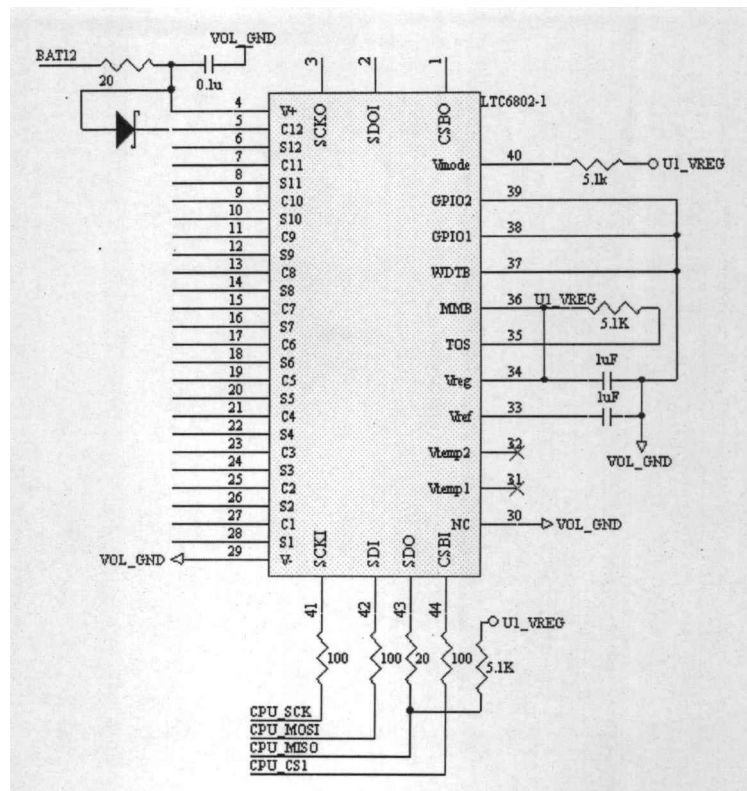 VOL_GND
BAT12
20
0.1u
3
2
1
LTC6802-1
SCKO
SDOI
CSBO
4
V+
5
C12
6
S12
7
C11
8
S11
9
C10
10
S10
11
C9
12
S9
13
C8
14
S8
15
C7
16
S7
17
C6
18
S6
19
C5
20
S5
21
C4
22
S4
23
C3
24
S3
25
C2
26
S2
27
C1
28
S1
29
V-
VOL_GND
Vmode
40
5.1k
U1_VREG
GPIO2
39
GPIO1
38
WDTB
37
MMB
36
U1_VREG
5.1K
TOS
35
Vreg
34
1uF
Vref
33
1uF
VOL_GND
Vtemp2
32
Vtemp1
31
NC
30
VOL_GND
SCKI
SDI
SDO
CSBI
41
42
43
44
U1_VREG
100
100
20
100
5.1K
CPU_SCK
CPU_MOSI
CPU_MISO
CPU_CS1